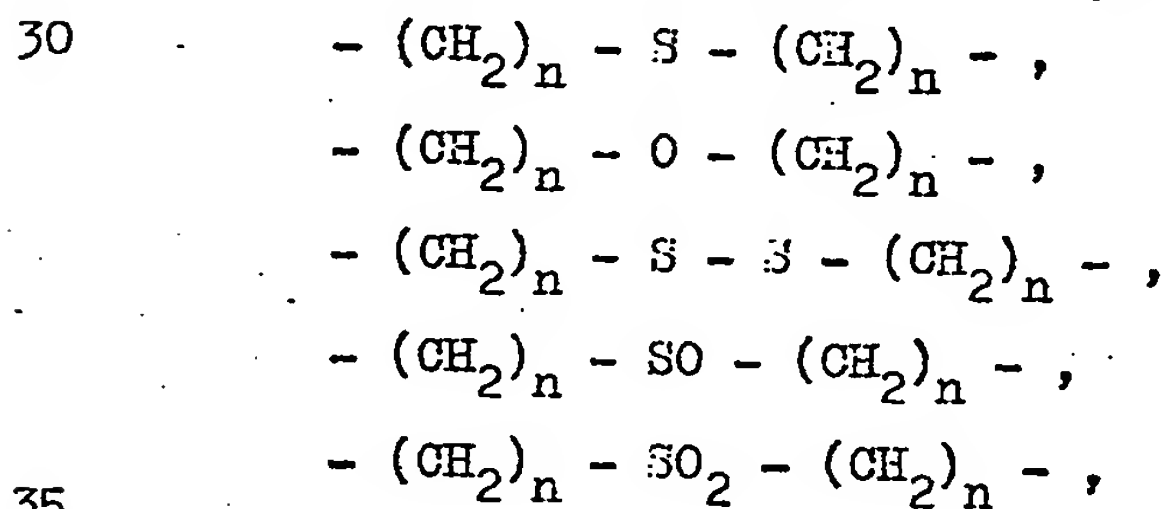 30 - (CH₂)ₙ - S - (CH₂)ₙ - ,
- (CH₂)ₙ - O - (CH₂)ₙ - ,
- (CH₂)ₙ - S - S - (CH₂)ₙ - ,
- (CH₂)ₙ - SO - (CH₂)ₙ - ,
- (CH₂)ₙ - SO₂ - (CH₂)ₙ - ,
35